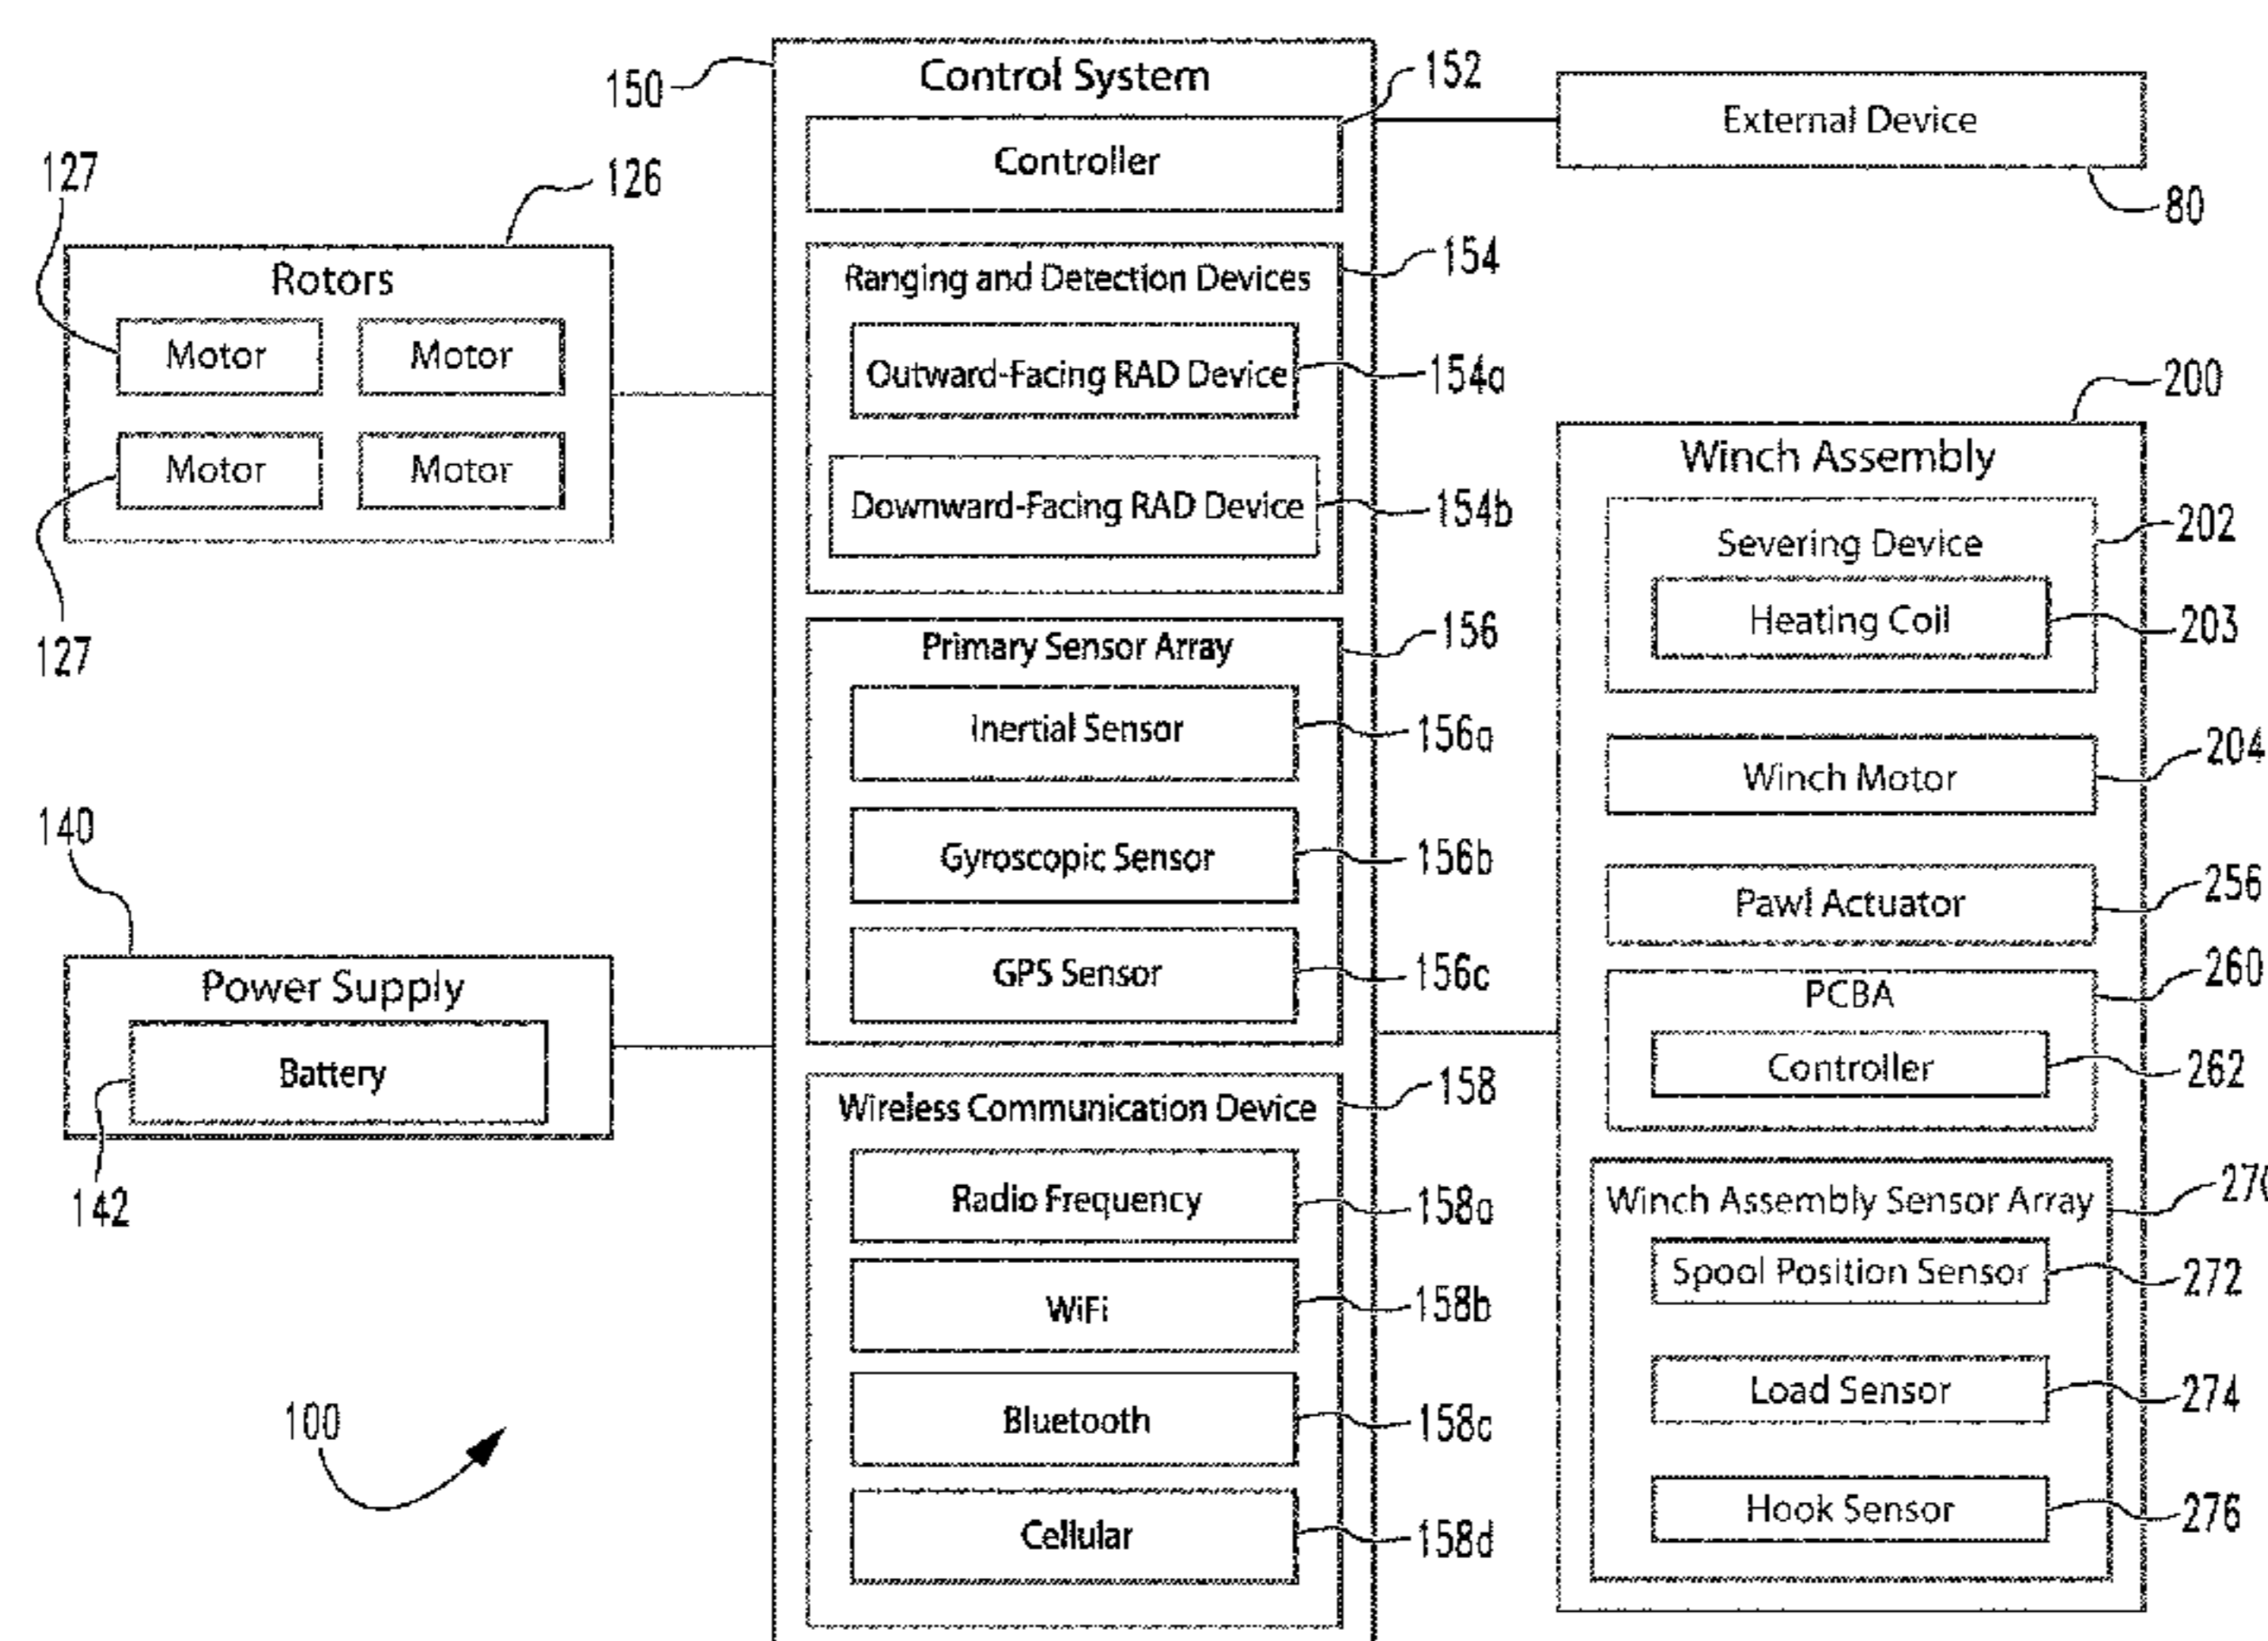 150
Control System
152
Controller
External Device
80
127
126
Rotors
Motor
Motor
Motor
Motor
127
154
Ranging and Detection Devices
Outward-Facing RAD Device
154a
Downward-Facing RAD Device
154b
156
Primary Sensor Array
Inertial Sensor
156a
Gyroscopic Sensor
156b
GPS Sensor
156c
140
Power Supply
Battery
142
158
Wireless Communication Device
Radio Frequency
158a
WiFi
158b
Bluetooth
158c
Cellular
158d
100
200
Winch Assembly
202
Severing Device
Heating Coil
203
204
Winch Motor
256
Pawl Actuator
260
PCBA
Controller
262
270
Winch Assembly Sensor Array
Spool Position Sensor
272
Load Sensor
274
Hook Sensor
276